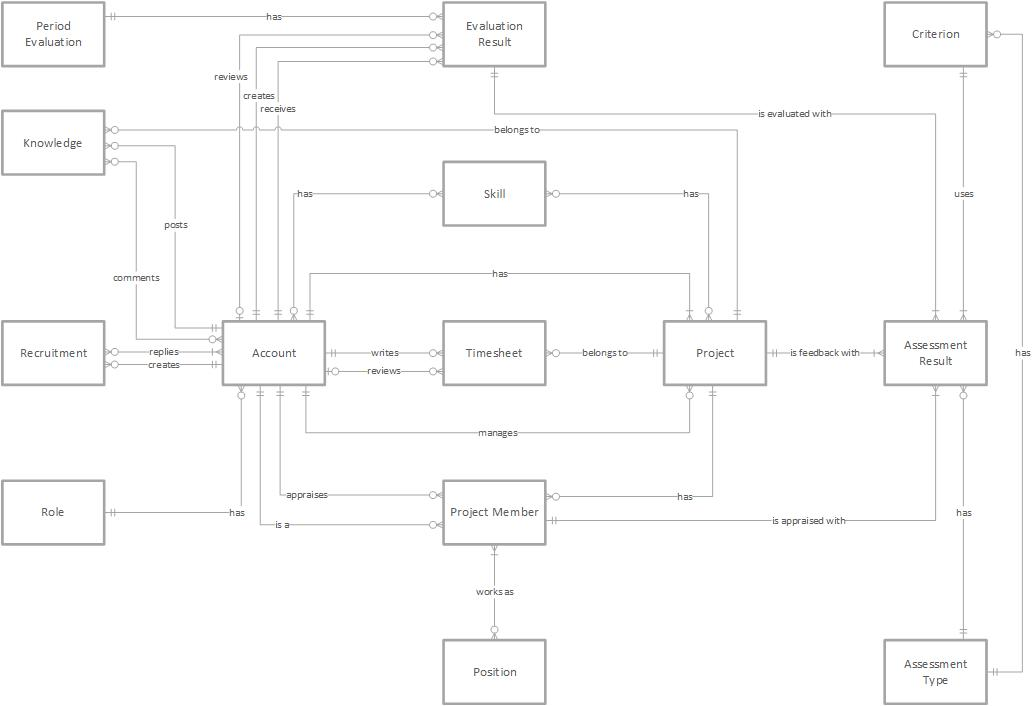 Period
Evaluation
has
Evaluation
Result
Criterion
reviews
creates
receives
is evaluated with
belongs to
Knowledge
has
Skill
has
uses
posts
comments
has
Recruitment
replies
creates
Account
writes
reviews
Timesheet
belongs to
Project
is feedback with
Assessment
Result
has
manages
appraises
has
Role
has
is a
Project Member
is appraised with
has
works as
Position
Assessment
Type